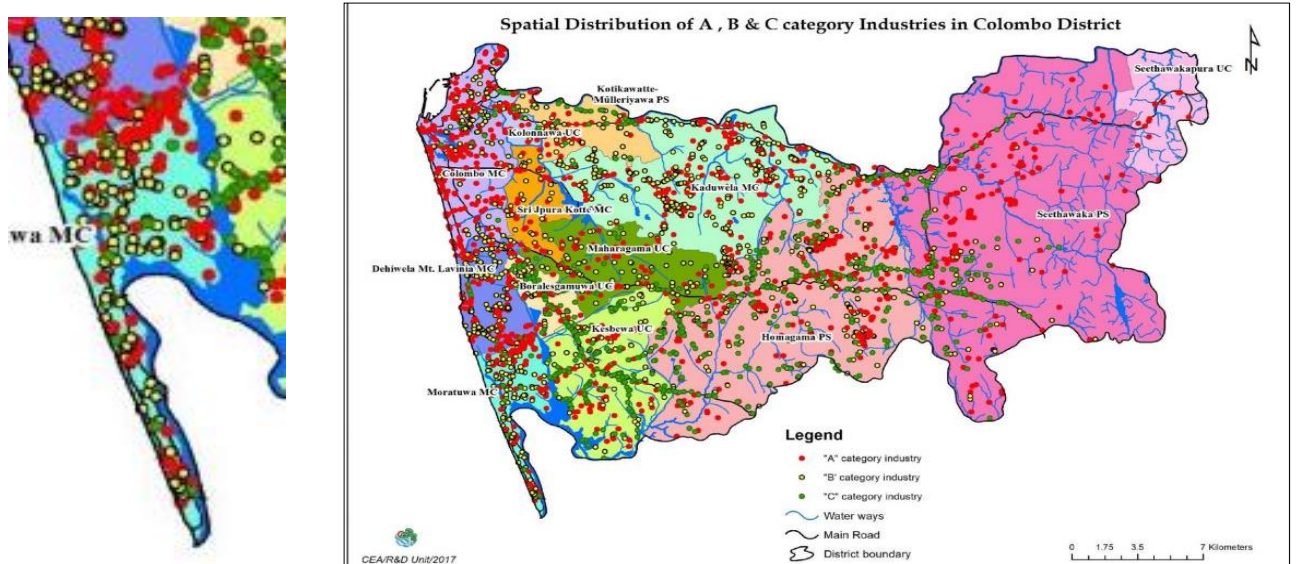 wa MC
Spatial Distribution of A , B & C category Industries in Colombo District
N
Seethawakapura UC
Kotikawatte-
Mülleriyawa PS
Kolonnawa UC
Colombo MC
Kaduwela MC
Sri Jpura Kotte MC
Seethawaka PS
Maharagama UC
Dehiwela Mt. Lavinia MC
Boralesgamuwa UC
Kesbewa UC
Homagama PS
Moratuwa MC
Legend
"A" category industry
"B' category industry
"C" category industry
Water ways
Main Road
District boundary
CEA/R&D Unit/2017
0 1.75 3.5 7 Kilometers